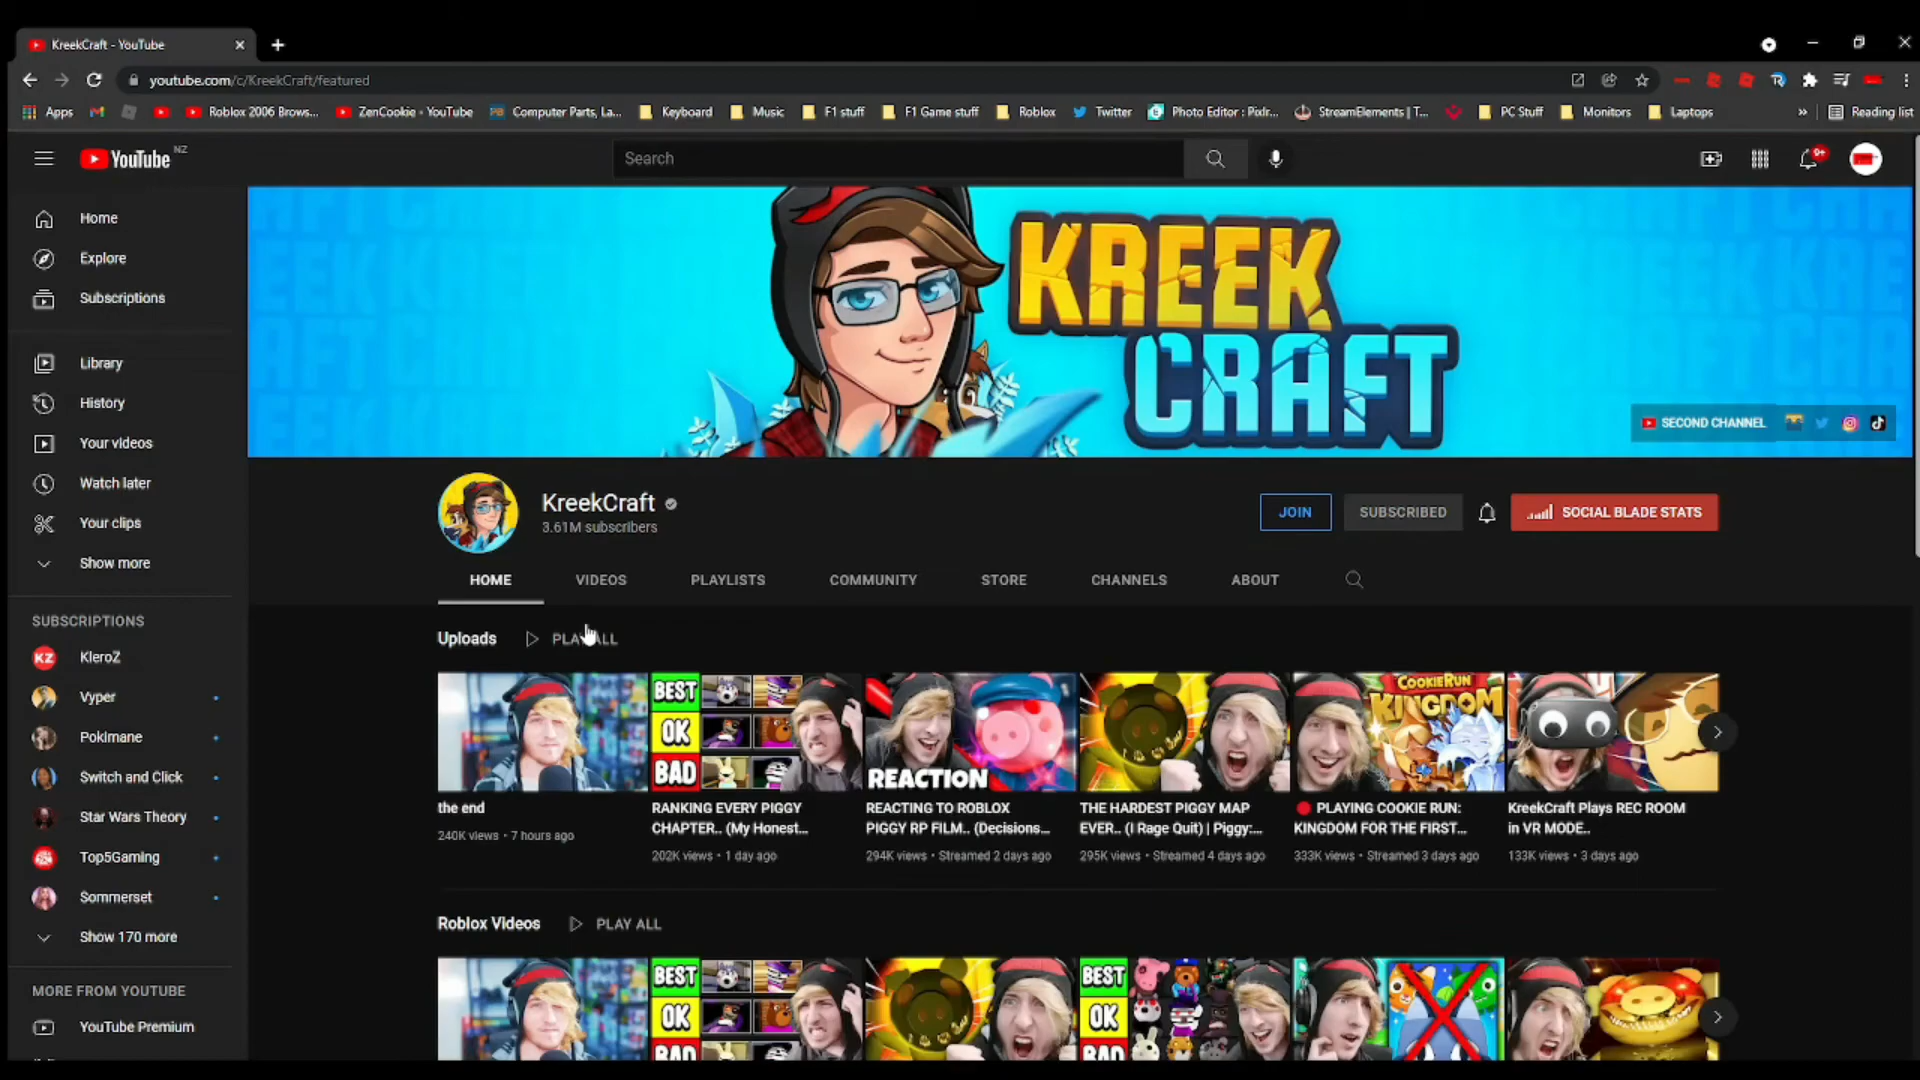 KreekCraft - YouTube
youtube.com/c/KreekCraft/featured
Apps
Roblox 2006 Brows...
ZenCookie - YouTube
Computer Parts, La...
Keyboard
Music
F1 stuff
F1 Game stuff
Roblox
Twitter
Photo Editor : Pixlr...
StreamElements | T...
PC Stuff
Monitors
Laptops
»
Reading list
YouTube NZ
Search
9+
Home
Explore
Subscriptions
Library
History
Your videos
Watch later
Your clips
Show more
SUBSCRIPTIONS
KZ KleroZ
Vyper
Pokimane
Switch and Click
Star Wars Theory
Top5Gaming
Sommerset
Show 170 more
MORE FROM YOUTUBE
YouTube Premium
KREEK
CRAFT
SECOND CHANNEL
KreekCraft
3.61M subscribers
JOIN
SUBSCRIBED
SOCIAL BLADE STATS
HOME
VIDEOS
PLAYLISTS
COMMUNITY
STORE
CHANNELS
ABOUT
Uploads
PLAY ALL
the end
240K views • 7 hours ago
BEST
OK
BAD
RANKING EVERY PIGGY
CHAPTER.. (My Honest...
202K views • 1 day ago
REACTION
REACTING TO ROBLOX
PIGGY RP FILM.. (Decisions...
294K views • Streamed 2 days ago
THE HARDEST PIGGY MAP
EVER.. (I Rage Quit) | Piggy:...
295K views • Streamed 4 days ago
COOKIERUN
KINGDOM
PLAYING COOKIE RUN:
KINGDOM FOR THE FIRST...
333K views • Streamed 3 days ago
KreekCraft Plays REC ROOM
in VR MODE..
133K views • 3 days ago
Roblox Videos
PLAY ALL
BEST
OK
BAD
BEST
OK
BAD